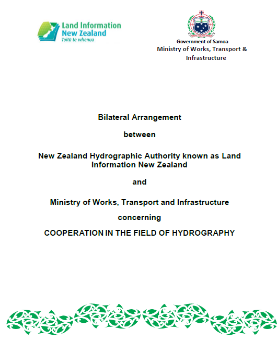 Land Information
New Zealand
Toitū te whenua
Government of Samoa
Ministry of Works, Transport &
Infrastructure
Bilateral Arrangement
between
New Zealand Hydrographic Authority known as Land
Information New Zealand
and
Ministry of Works, Transport and Infrastructure
concerning
COOPERATION IN THE FIELD OF HYDROGRAPHY